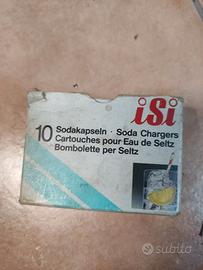 iSi
10 Sodakapseln · Soda Chargers
Cartouches pour Eau de Seltz
Bombolette per Seltz
subito